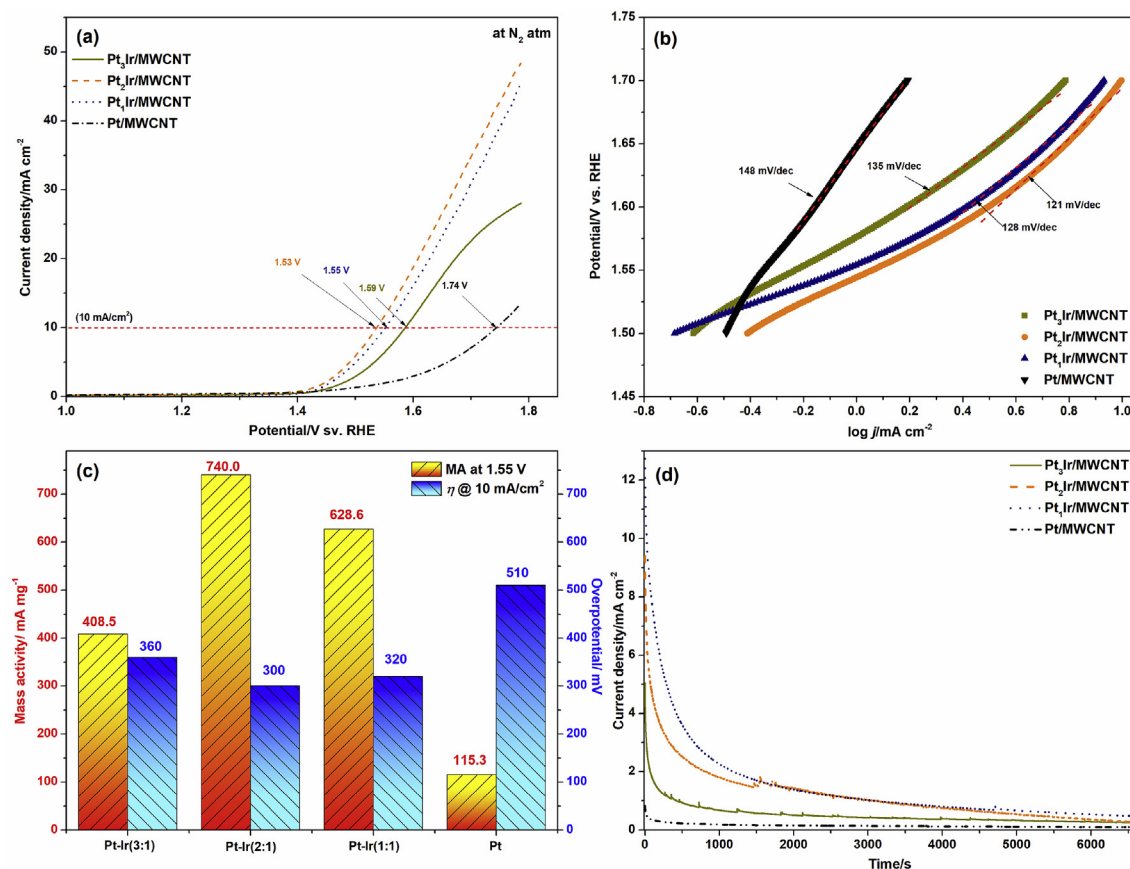 (a)
at N2 atm
Pt3Ir/MWCNT
Pt2Ir/MWCNT
Pt1Ir/MWCNT
Pt/MWCNT
1.53 V
1.55 V
1.59 V
1.74 V
(10 mA/cm2)
50
40
30
20
10
0
Current density/mA cm-2
1.0 1.2 1.4 1.6 1.8
Potential/V sv. RHE
(b)
148 mV/dec
135 mV/dec
121 mV/dec
128 mV/dec
Pt3Ir/MWCNT
Pt2Ir/MWCNT
Pt1Ir/MWCNT
Pt/MWCNT
1.75
1.70
1.65
1.60
1.55
1.50
1.45
Potential/V vs. RHE
-0.8 -0.6 -0.4 -0.2 0.0 0.2 0.4 0.6 0.8 1.0
log j/mA cm-2
(c)
MA at 1.55 V
η @ 10 mA/cm2
408.5
360
740.0
300
628.6
320
115.3
510
700
600
500
400
300
200
100
0
Mass activity/ mA mg-1
700
600
500
400
300
200
100
0
Overpotential/ mV
Pt-Ir(3:1) Pt-Ir(2:1) Pt-Ir(1:1) Pt
(d)
Pt3Ir/MWCNT
Pt2Ir/MWCNT
Pt1Ir/MWCNT
Pt/MWCNT
12
10
8
6
4
2
0
Current density/mA cm-2
0 1000 2000 3000 4000 5000 6000
Time/s